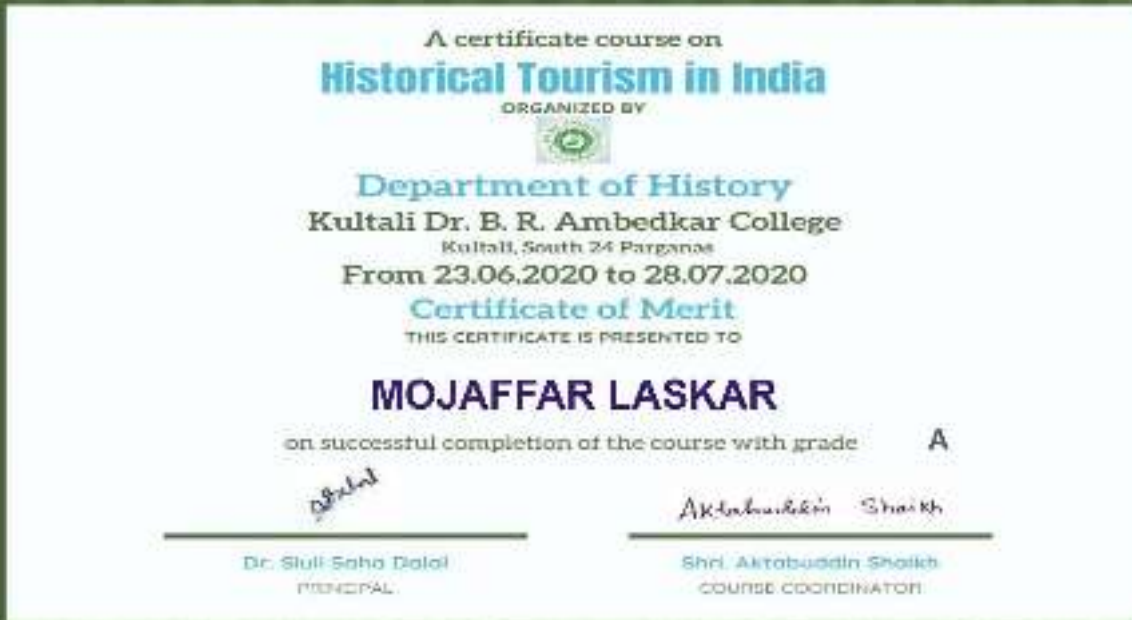 A certificate course on
Historical Tourism in India
ORGANIZED BY
Department of History
Kultali Dr. B. R. Ambedkar College
Kultali, South 24 Parganas
From 23.06.2020 to 28.07.2020
Certificate of Merit
THIS CERTIFICATE IS PRESENTED TO
MOJAFFAR LASKAR
on successful completion of the course with grade A
Aktabuddin Shaikh
Dr. Siuli Saha Dalal Shri. Aktabuddin Shaikh
PRINCIPAL COURSE COORDINATOR